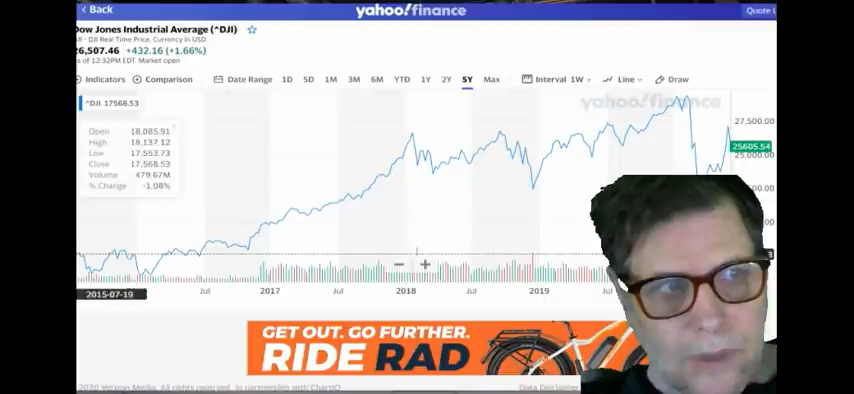 Back
yahoo!finance
Quote
Dow Jones Industrial Average (^DJI)
DJI Real Time Price. Currency in USD
26,507.46 +432.16 (+1.66%)
of 12:32PM EDT. Market open
Indicators Comparison Date Range 1D 5D 1M 3M 6M YTD 1Y 2Y 5Y Max Interval 1W Line Draw
^DJI 17568.53
yahoo!finance
27,500.00
Open 18,085.91
High 18,137.12
25605.54
Low 17,553.73
25,000.00
Close 17,568.53
Volume 479.67M
% Change -1.08%
− +
2015-07-19 Jul 2017 Jul 2018 Jul 2019 Jul
GET OUT. GO FURTHER.
RIDE RAD
2020 Verizon Media. All rights reserved. In partnership with ChartIQ
Data Disclaimer